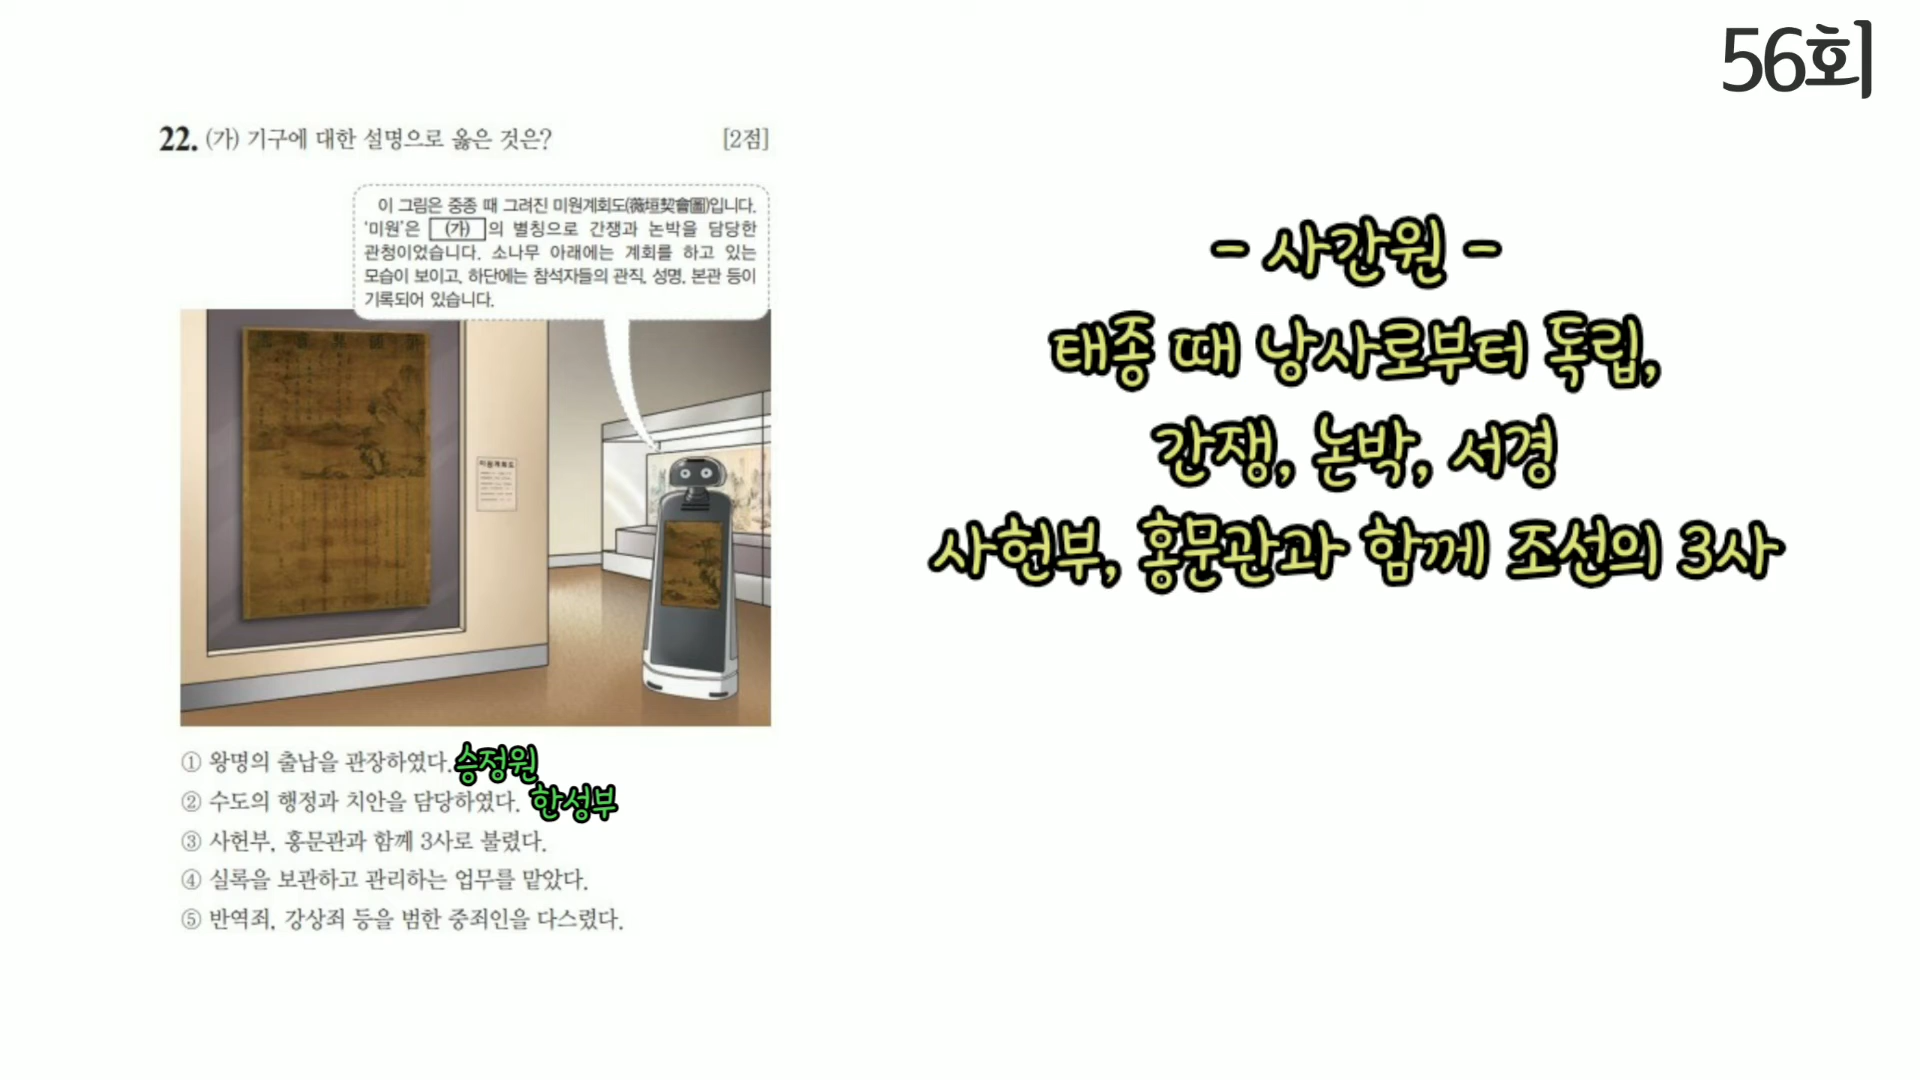 56회
22. (가) 기구에 대한 설명으로 옳은 것은? [2점]
이 그림은 중종 때 그려진 미원계회도(薇垣契會圖)입니다.
'미원'은 (가) 의 별칭으로 간쟁과 논박을 담당한
관청이었습니다. 소나무 아래에는 계회를 하고 있는
모습이 보이고, 하단에는 참석자들의 관직, 성명, 본관 등이
기록되어 있습니다.
미원계회도
① 왕명의 출납을 관장하였다. 승정원
② 수도의 행정과 치안을 담당하였다. 한성부
③ 사헌부, 홍문관과 함께 3사로 불렸다.
④ 실록을 보관하고 관리하는 업무를 맡았다.
⑤ 반역죄, 강상죄 등을 범한 중죄인을 다스렸다.
- 사간원 -
태종 때 낭사로부터 독립,
간쟁, 논박, 서경
사헌부, 홍문관과 함께 조선의 3사